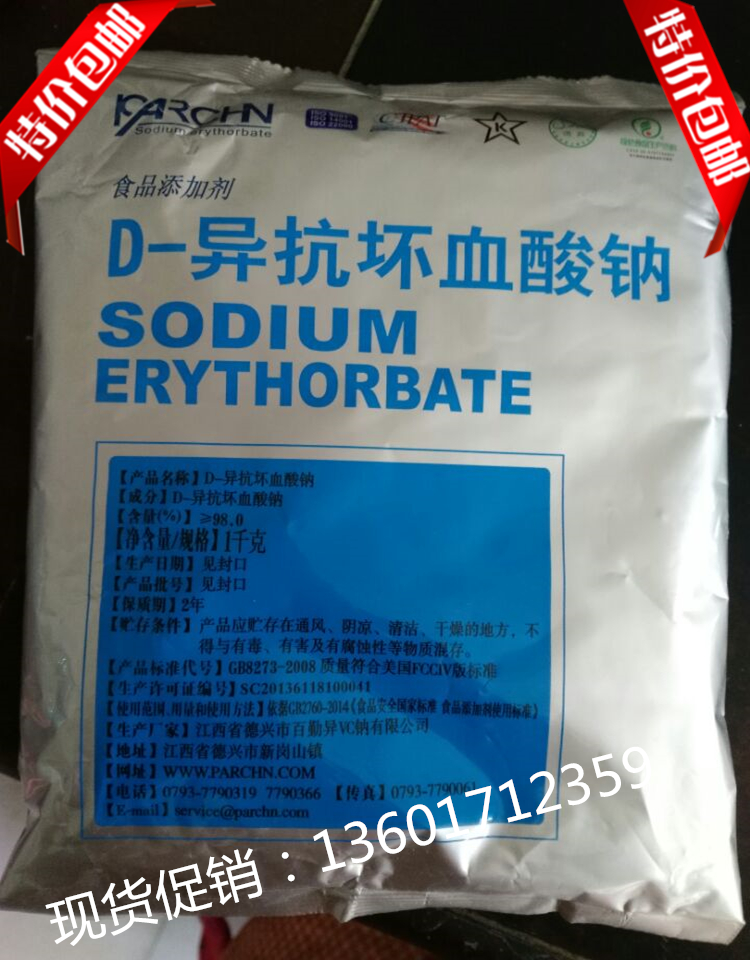 特价包邮
特价包邮
PARCHN
Sodium erythorbate
ISO 9001
ISO 14001
ISO 22000
K
食品添加剂
D-异抗坏血酸钠
SODIUM
ERYTHORBATE
【产品名称】D-异抗坏血酸钠
【成分】D-异抗坏血酸钠
【含量(%)】≥98.0
【净含量/规格】1千克
【生产日期】见封口
【产品批号】见封口
【保质期】2年
【贮存条件】产品应贮存在通风、阴凉、清洁、干燥的地方，不
得与有毒、有害及有腐蚀性等物质混存。
【产品标准代号】GB8273-2008 质量符合美国FCCIV版标准
【生产许可证编号】SC20136118100041
【使用范围、用量和使用方法】依据GB2760-2014《食品安全国家标准 食品添加剂使用标准》
【生产厂家】江西省德兴市百勤异VC钠有限公司
【地址】江西省德兴市新岗山镇
【网址】WWW.PARCHN.COM
【电话】0793-7790319 7790366 【传真】0793-7790061
【E-mail】service@parchn.com
现货促销：13601712359